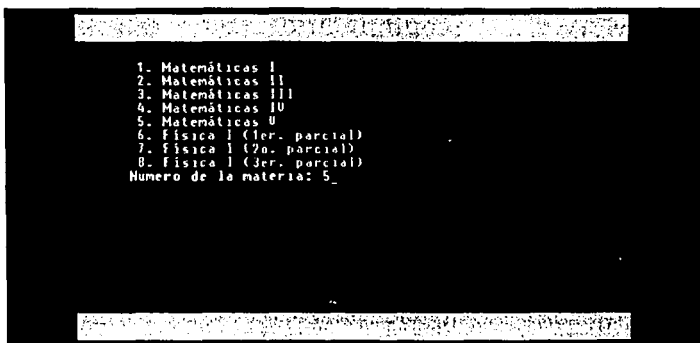 1. Matemáticas I
2. Matemáticas II
3. Matemáticas III
4. Matemáticas IV
5. Matemáticas V
6. Física I (1er. parcial)
7. Física I (2o. parcial)
8. Física I (3er. parcial)
Numero de la materia: 5_